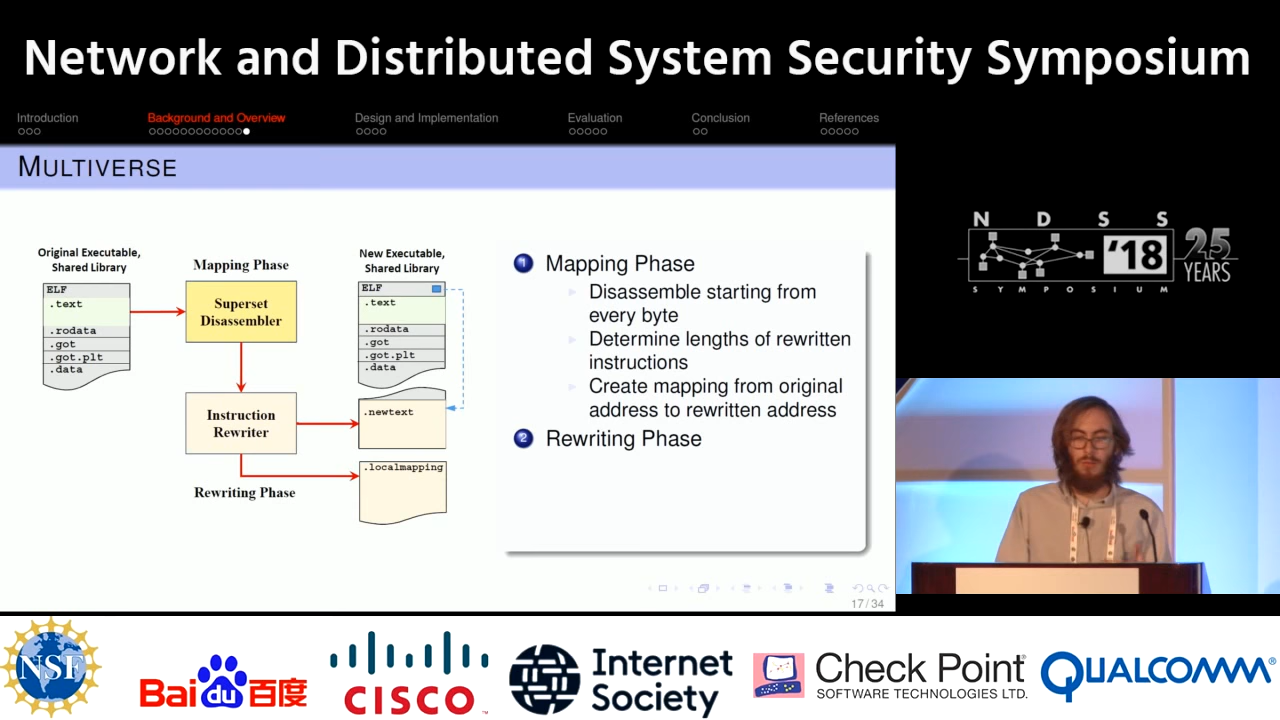 Network and Distributed System Security Symposium
Introduction
Background and Overview
Design and Implementation
Evaluation
Conclusion
References
MULTIVERSE
Original Executable,
Shared Library
ELF
.text
.rodata
.got
.got.plt
.data
Mapping Phase
Superset
Disassembler
Instruction
Rewriter
Rewriting Phase
New Executable,
Shared Library
ELF
.text
.rodata
.got
.got.plt
.data
.newtext
.localmapping
1 Mapping Phase
Disassemble starting from
every byte
Determine lengths of rewritten
instructions
Create mapping from original
address to rewritten address
2 Rewriting Phase
17/34
NDSS
'18
25
YEARS
SYMPOSIUM
NSF
Bai du 百度
CISCO
Internet
Society
Check Point
SOFTWARE TECHNOLOGIES LTD.
QUALCOMM